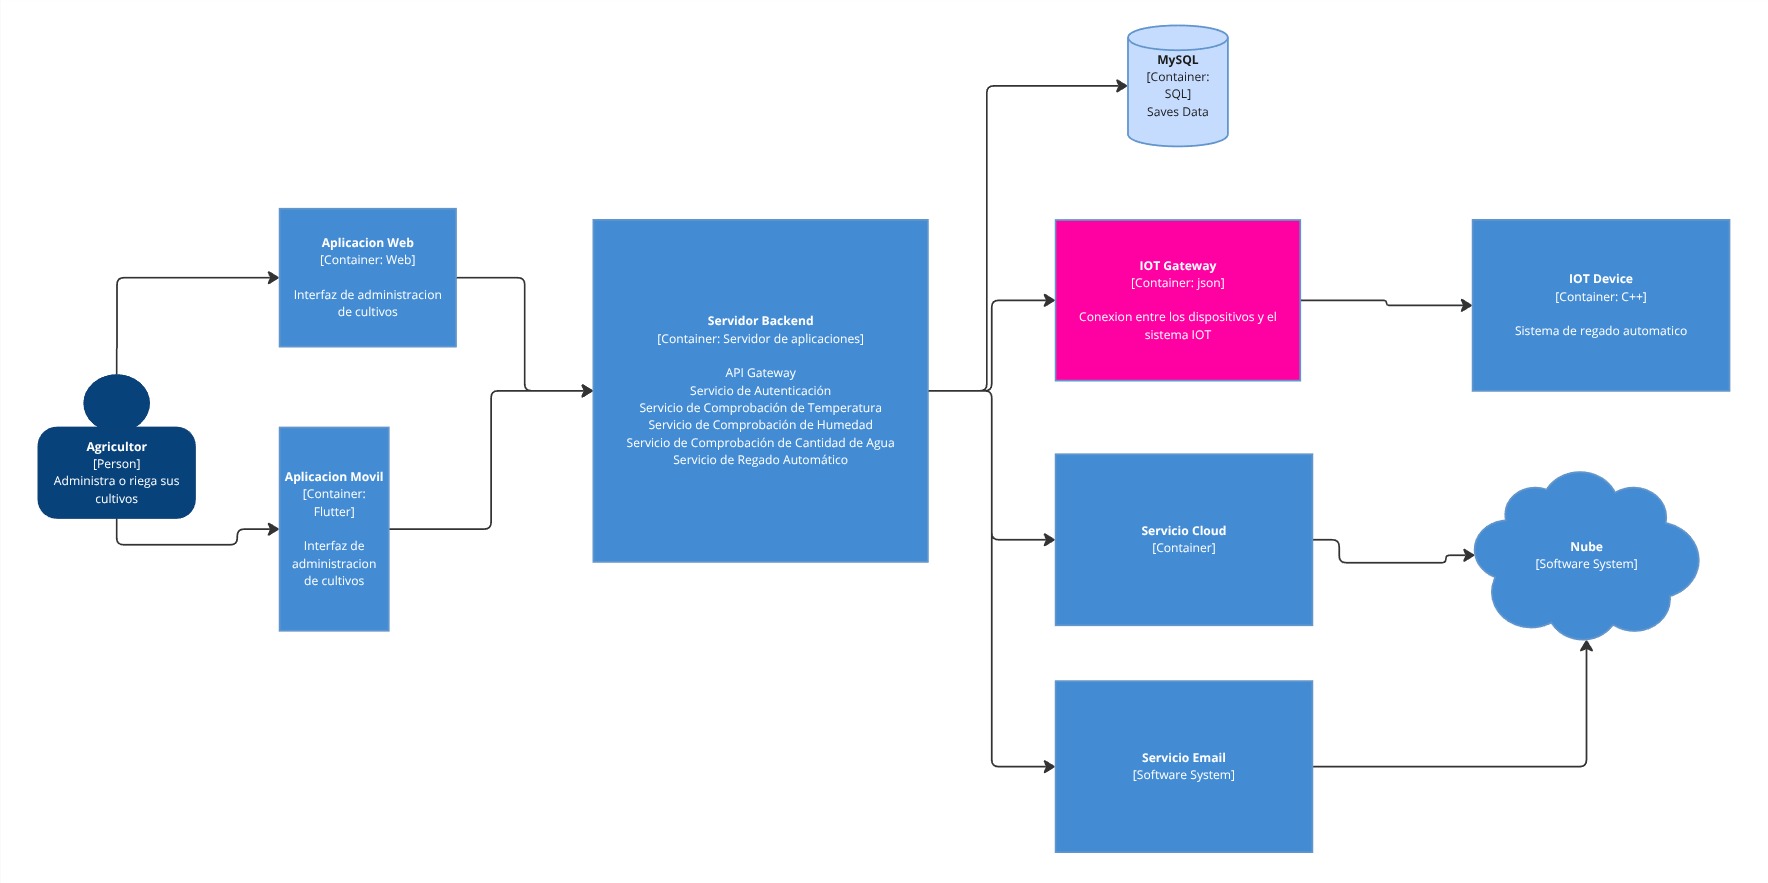 MySQL
[Container:
SQL]
Saves Data
Aplicacion Web
[Container: Web]
Interfaz de administracion
de cultivos
Servidor Backend
[Container: Servidor de aplicaciones]
API Gateway
Servicio de Autenticación
Servicio de Comprobación de Temperatura
Servicio de Comprobación de Humedad
Servicio de Comprobación de Cantidad de Agua
Servicio de Regado Automático
IOT Gateway
[Container: json]
Conexion entre los dispositivos y el
sistema IOT
IOT Device
[Container: C++]
Sistema de regado automatico
Agricultor
[Person]
Administra o riega sus
cultivos
Aplicacion Movil
[Container:
Flutter]
Interfaz de
administracion
de cultivos
Servicio Cloud
[Container]
Nube
[Software System]
Servicio Email
[Software System]